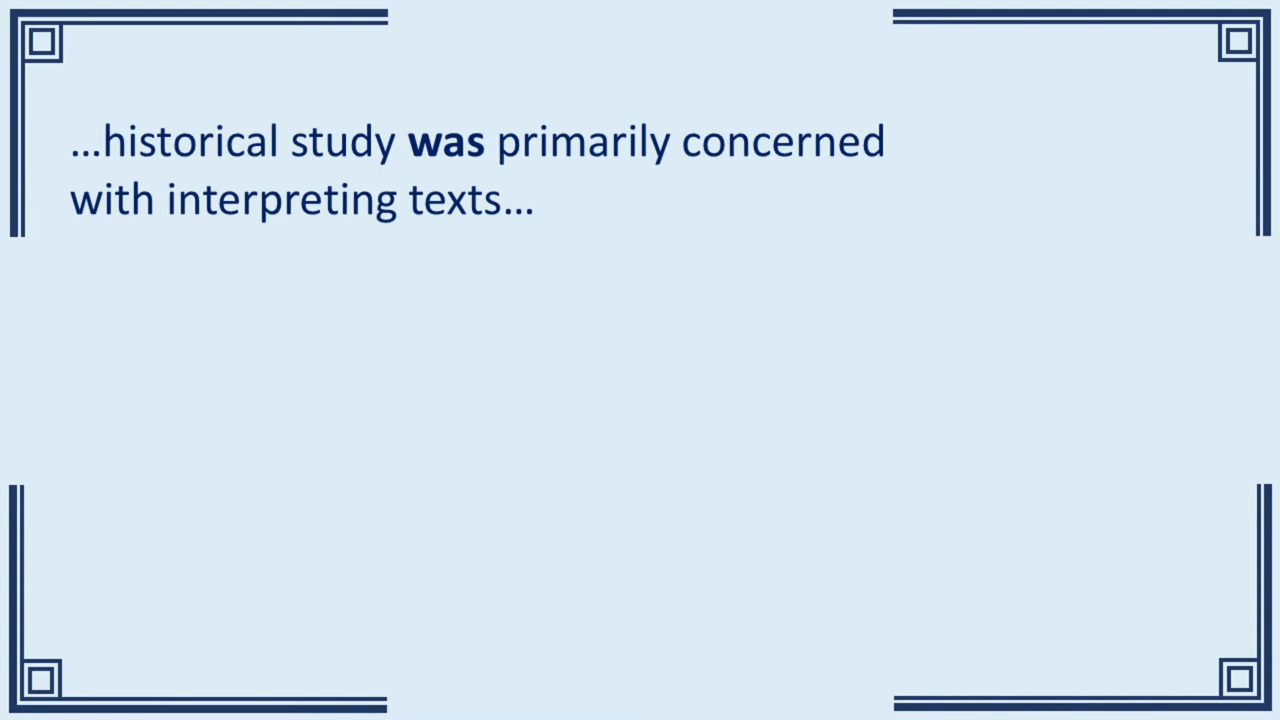 …historical study was primarily concerned
with interpreting texts…